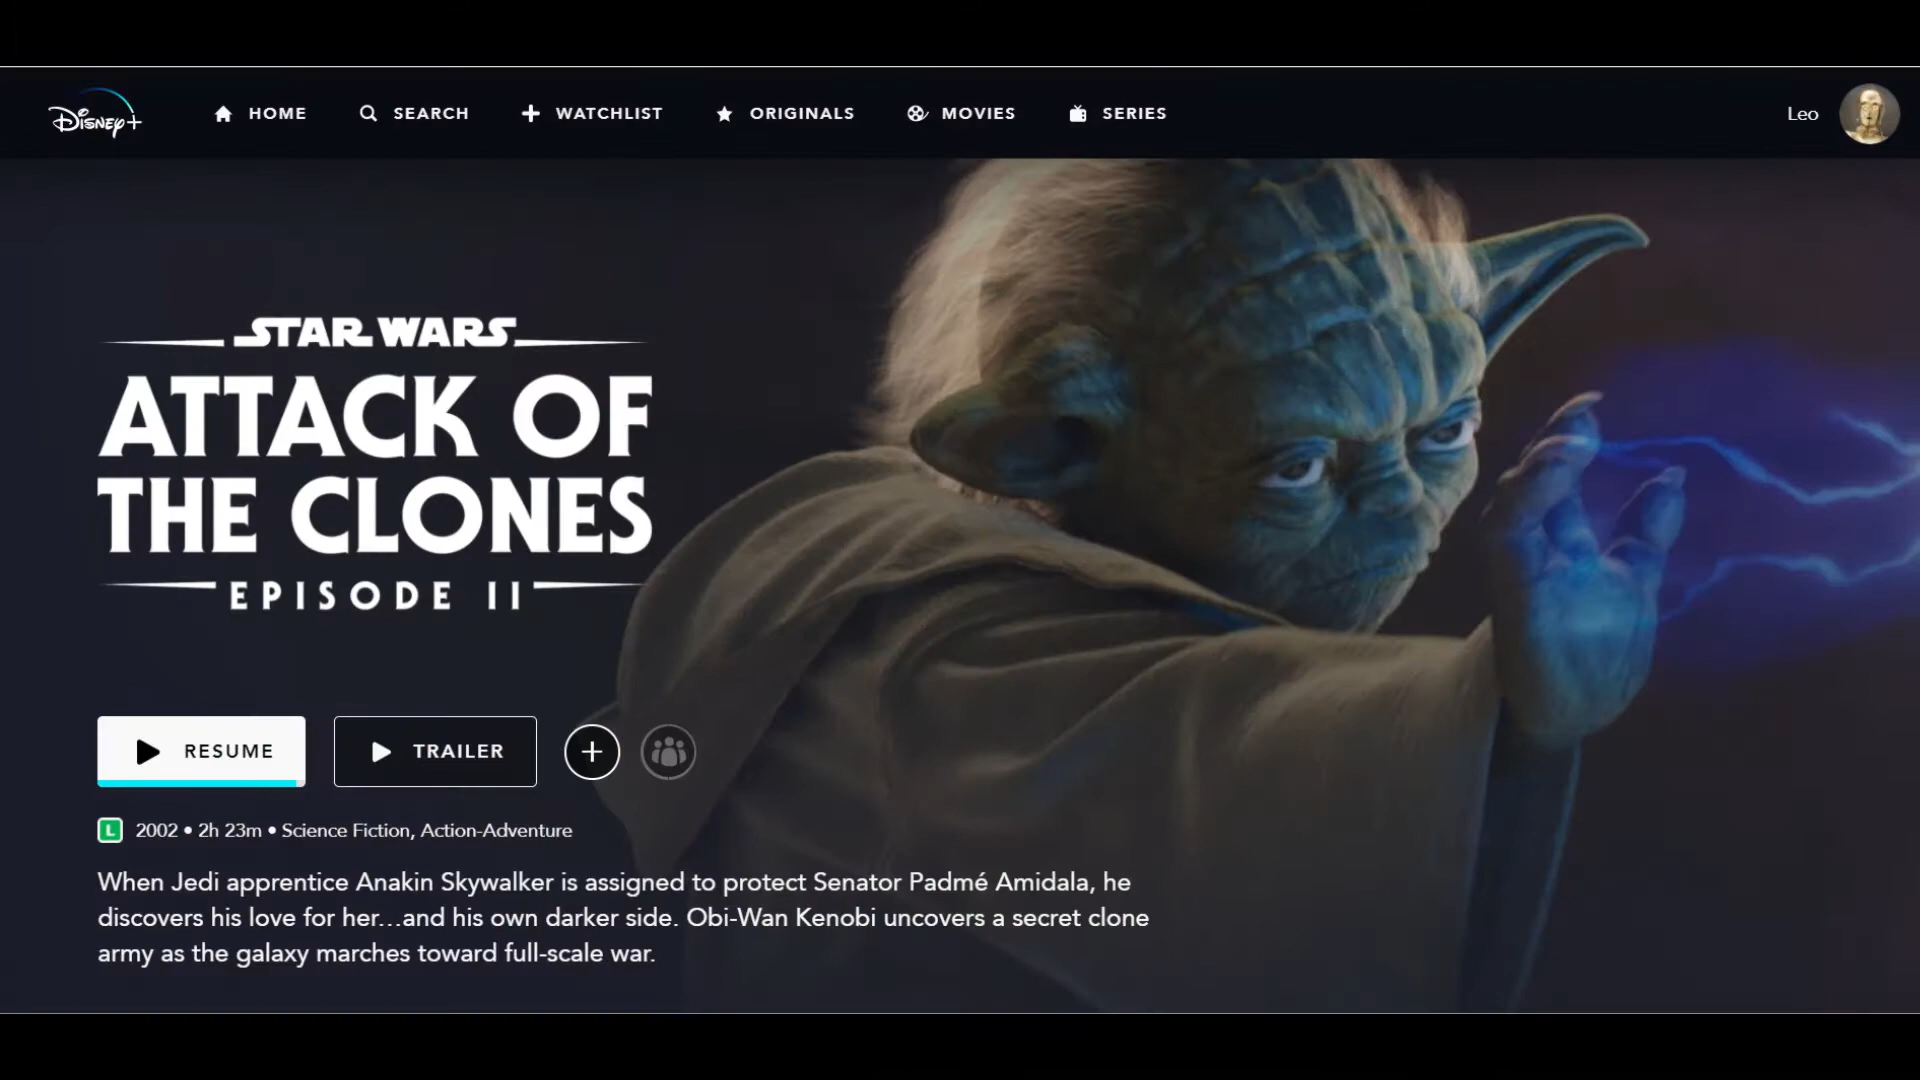 Disney+
HOME
SEARCH
WATCHLIST
ORIGINALS
MOVIES
SERIES
Leo
STAR WARS
ATTACK OF
THE CLONES
EPISODE II
RESUME
TRAILER
L 2002 • 2h 23m • Science Fiction, Action-Adventure
When Jedi apprentice Anakin Skywalker is assigned to protect Senator Padmé Amidala, he
discovers his love for her...and his own darker side. Obi-Wan Kenobi uncovers a secret clone
army as the galaxy marches toward full-scale war.